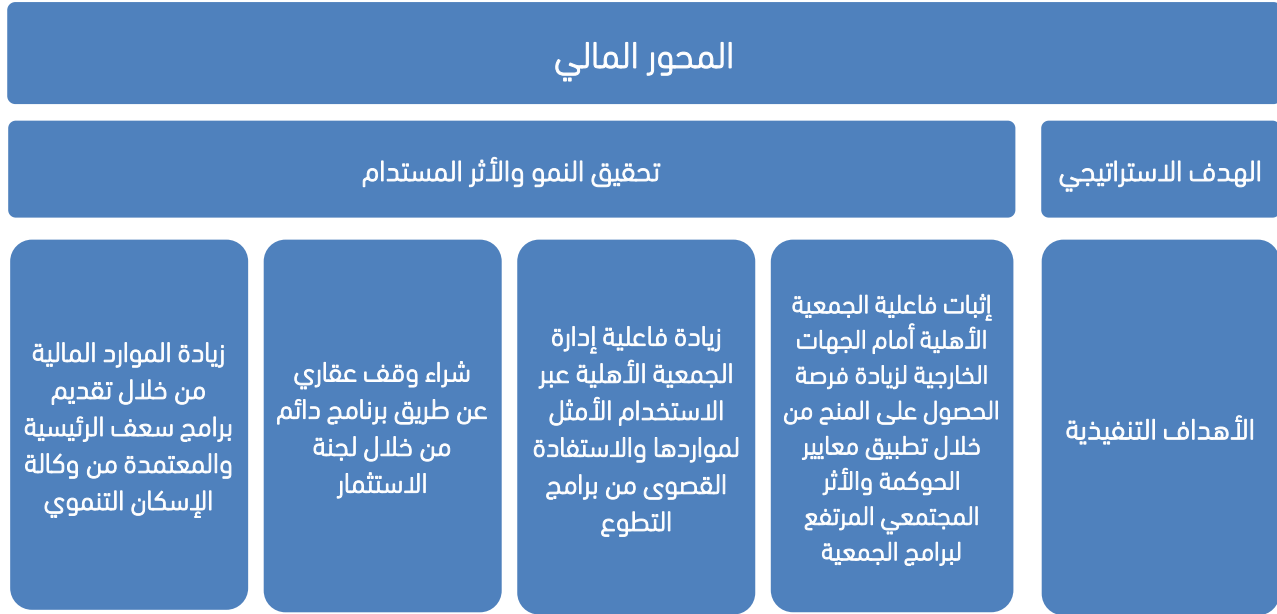 المحور المالي
الهدف الاستراتيجي
تحقيق النمو والأثر المستدام
الأهداف التنفيذية
إثبات فاعلية الجمعية
الأهلية أمام الجهات
الخارجية لزيادة فرصة
الحصول على المنح من
خلال تطبيق معايير
الحوكمة والأثر
المجتمعي المرتفع
لبرامج الجمعية
زيادة فاعلية إدارة
الجمعية الأهلية عبر
الاستخدام الأمثل
لمواردها والاستفادة
القصوى من برامج
التطوع
شراء وقف عقاري
عن طريق برنامج دائم
من خلال لجنة
الاستثمار
زيادة الموارد المالية
من خلال تقديم
برامج سعف الرئيسية
والمعتمدة من وكالة
الإسكان التنموي